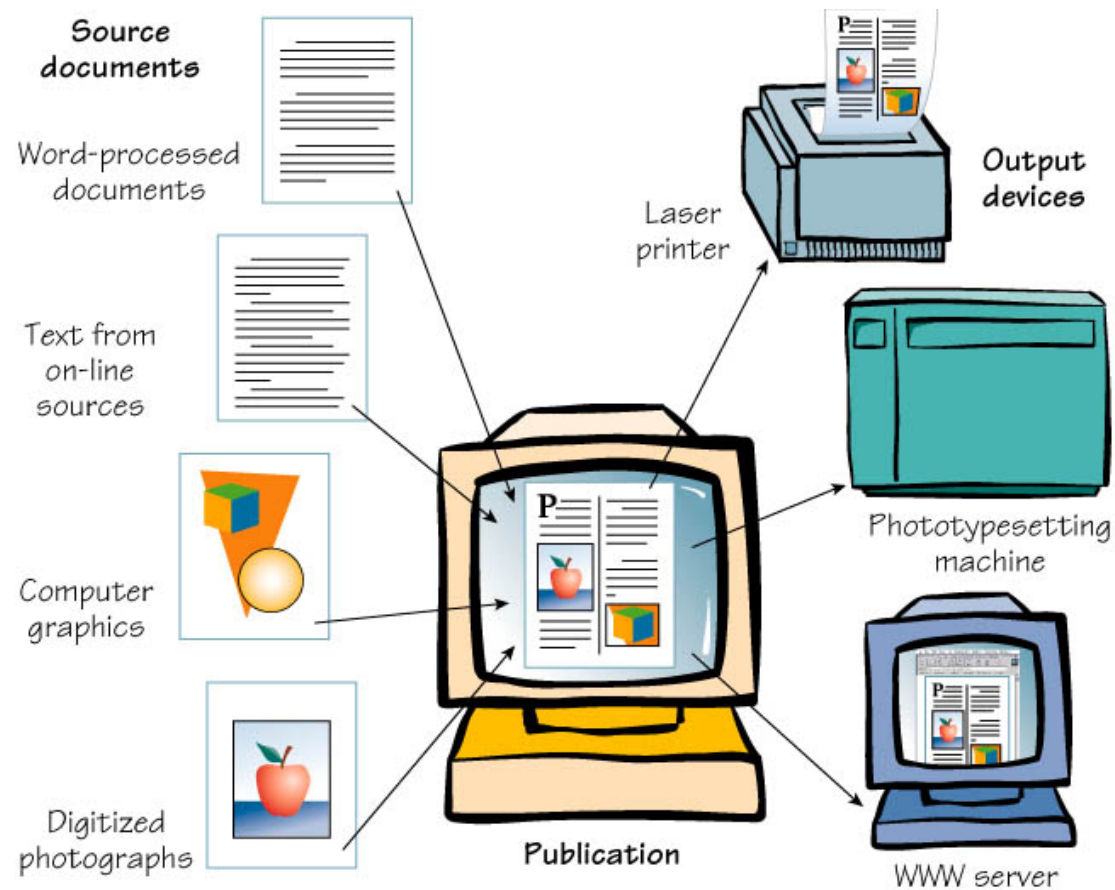 Source
documents
Word-processed
documents
Text from
on-line
sources
Computer
graphics
Digitized
photographs
P
Publication
P
Laser
printer
Output
devices
Phototypesetting
machine
P
WWW server